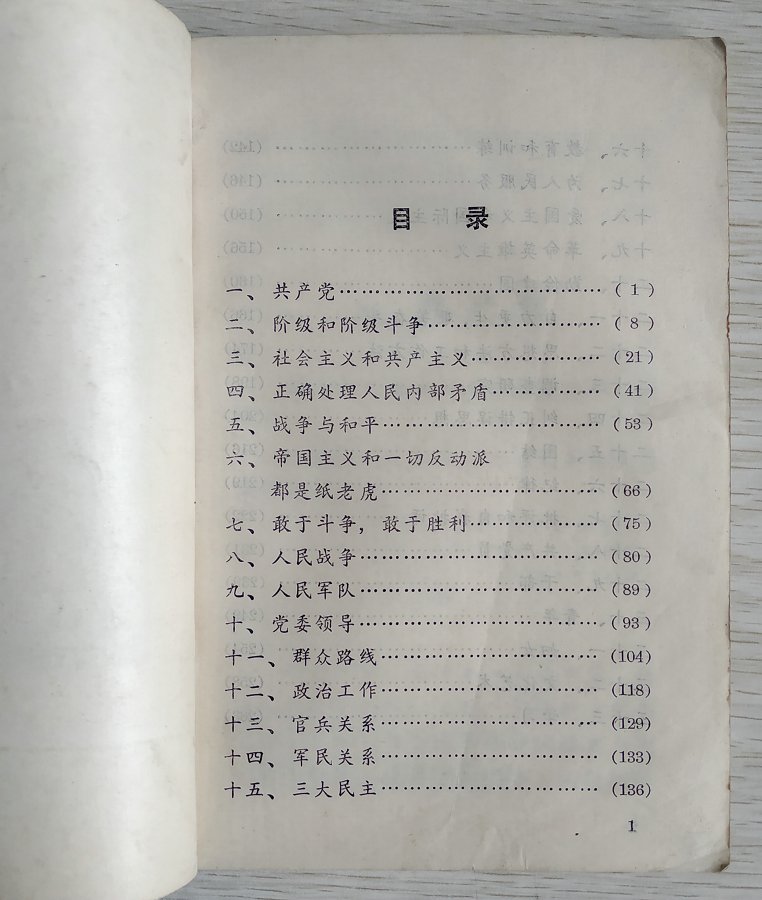 目 录
一、共产党……………………………(1)
二、阶级和阶级斗争…………………(8)
三、社会主义和共产主义……………(21)
四、正确处理人民内部矛盾…………(41)
五、战争与和平………………………(53)
六、帝国主义和一切反动派
都是纸老虎………………………(66)
七、敢于斗争，敢于胜利……………(75)
八、人民战争…………………………(80)
九、人民军队…………………………(89)
十、党委领导…………………………(93)
十一、群众路线………………………(104)
十二、政治工作………………………(118)
十三、官兵关系………………………(129)
十四、军民关系………………………(133)
十五、三大民主………………………(136)
1